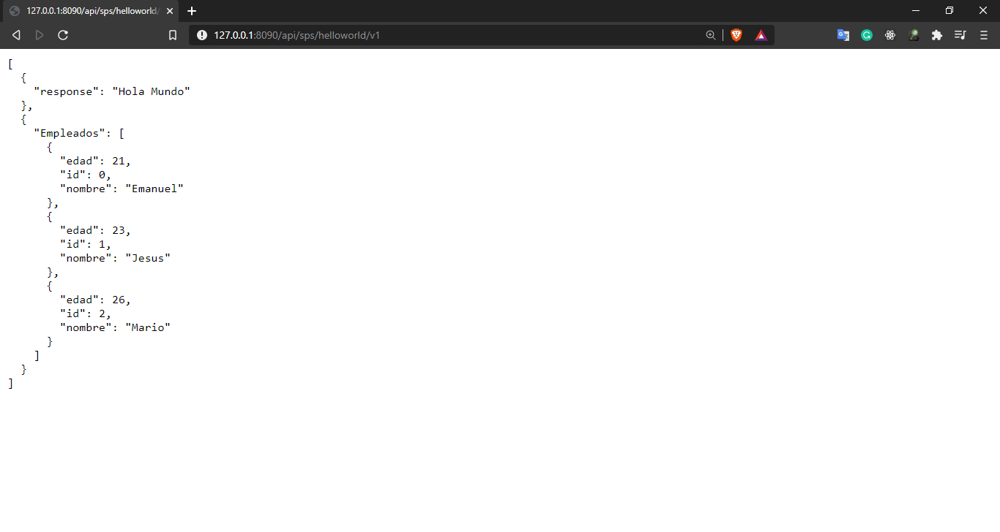 127.0.0.1:8090/api/sps/helloworld/
127.0.0.1:8090/api/sps/helloworld/v1
[
  {
    "response": "Hola Mundo"
  },
  {
    "Empleados": [
      {
        "edad": 21,
        "id": 0,
        "nombre": "Emanuel"
      },
      {
        "edad": 23,
        "id": 1,
        "nombre": "Jesus"
      },
      {
        "edad": 26,
        "id": 2,
        "nombre": "Mario"
      }
    ]
  }
]